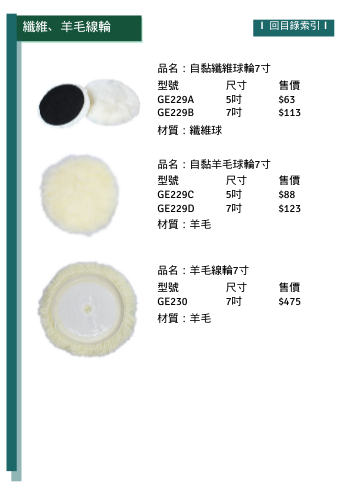 纖維、羊毛線輪
I 回目錄索引 I
品名：自黏纖維球輪7寸
型號 尺寸 售價
GE229A 5吋 $63
GE229B 7吋 $113
材質：纖維球
品名：自黏羊毛球輪7寸
型號 尺寸 售價
GE229C 5吋 $88
GE229D 7吋 $123
材質：羊毛
品名：羊毛線輪7寸
型號 尺寸 售價
GE230 7吋 $475
材質：羊毛